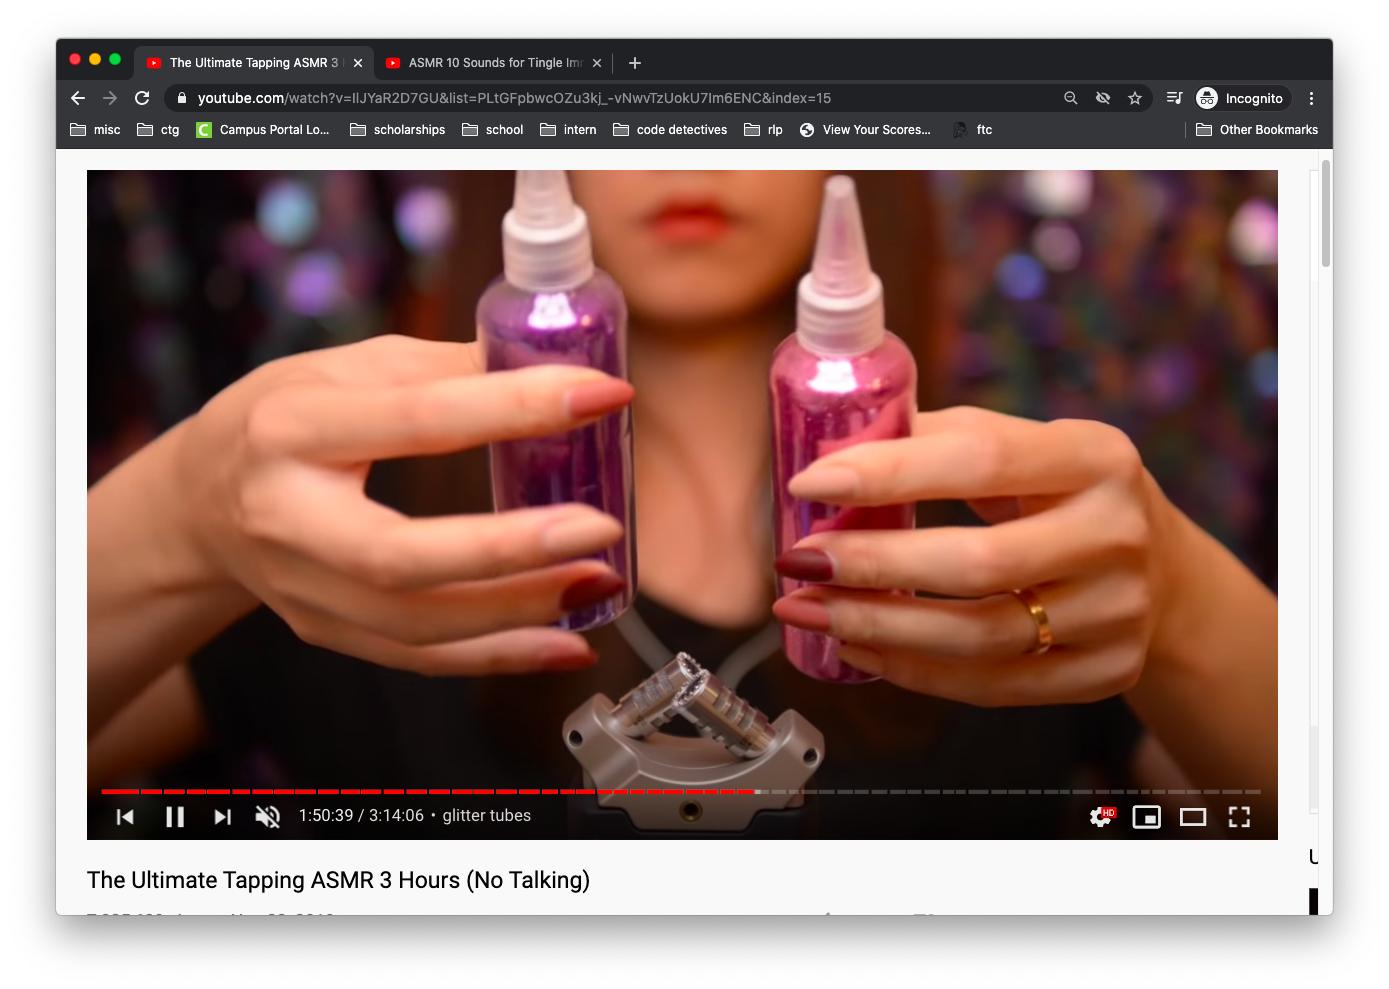 The Ultimate Tapping ASMR 3
ASMR 10 Sounds for Tingle Im
youtube.com/watch?v=IlJYaR2D7GU&list=PLtGFpbwcOZu3kj_-vNwvTzUokU7Im6ENC&index=15
Incognito
misc ctg C Campus Portal Lo... scholarships school intern code detectives rlp View Your Scores... ftc Other Bookmarks
1:50:39 / 3:14:06 • glitter tubes
HD
The Ultimate Tapping ASMR 3 Hours (No Talking)